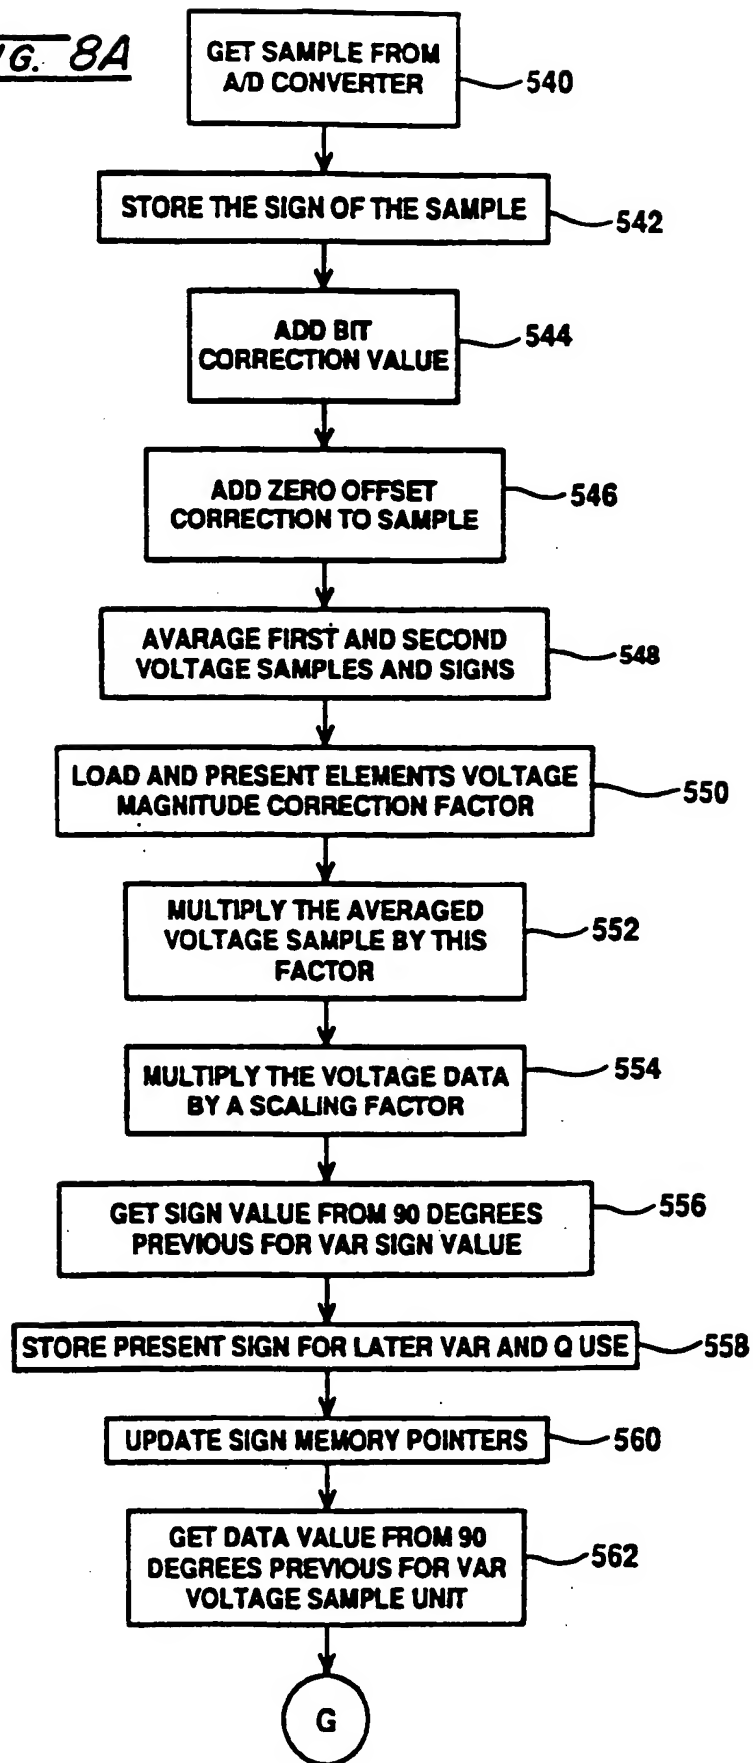 IG. 8A
GET SAMPLE FROM
A/D CONVERTER
540
STORE THE SIGN OF THE SAMPLE
542
ADD BIT
CORRECTION VALUE
544
ADD ZERO OFFSET
CORRECTION TO SAMPLE
546
AVARAGE FIRST AND SECOND
VOLTAGE SAMPLES AND SIGNS
548
LOAD AND PRESENT ELEMENTS VOLTAGE
MAGNITUDE CORRECTION FACTOR
550
MULTIPLY THE AVERAGED
VOLTAGE SAMPLE BY THIS
FACTOR
552
MULTIPLY THE VOLTAGE DATA
BY A SCALING FACTOR
554
GET SIGN VALUE FROM 90 DEGREES
PREVIOUS FOR VAR SIGN VALUE
556
STORE PRESENT SIGN FOR LATER VAR AND Q USE
558
UPDATE SIGN MEMORY POINTERS
560
GET DATA VALUE FROM 90
DEGREES PREVIOUS FOR VAR
VOLTAGE SAMPLE UNIT
562
G